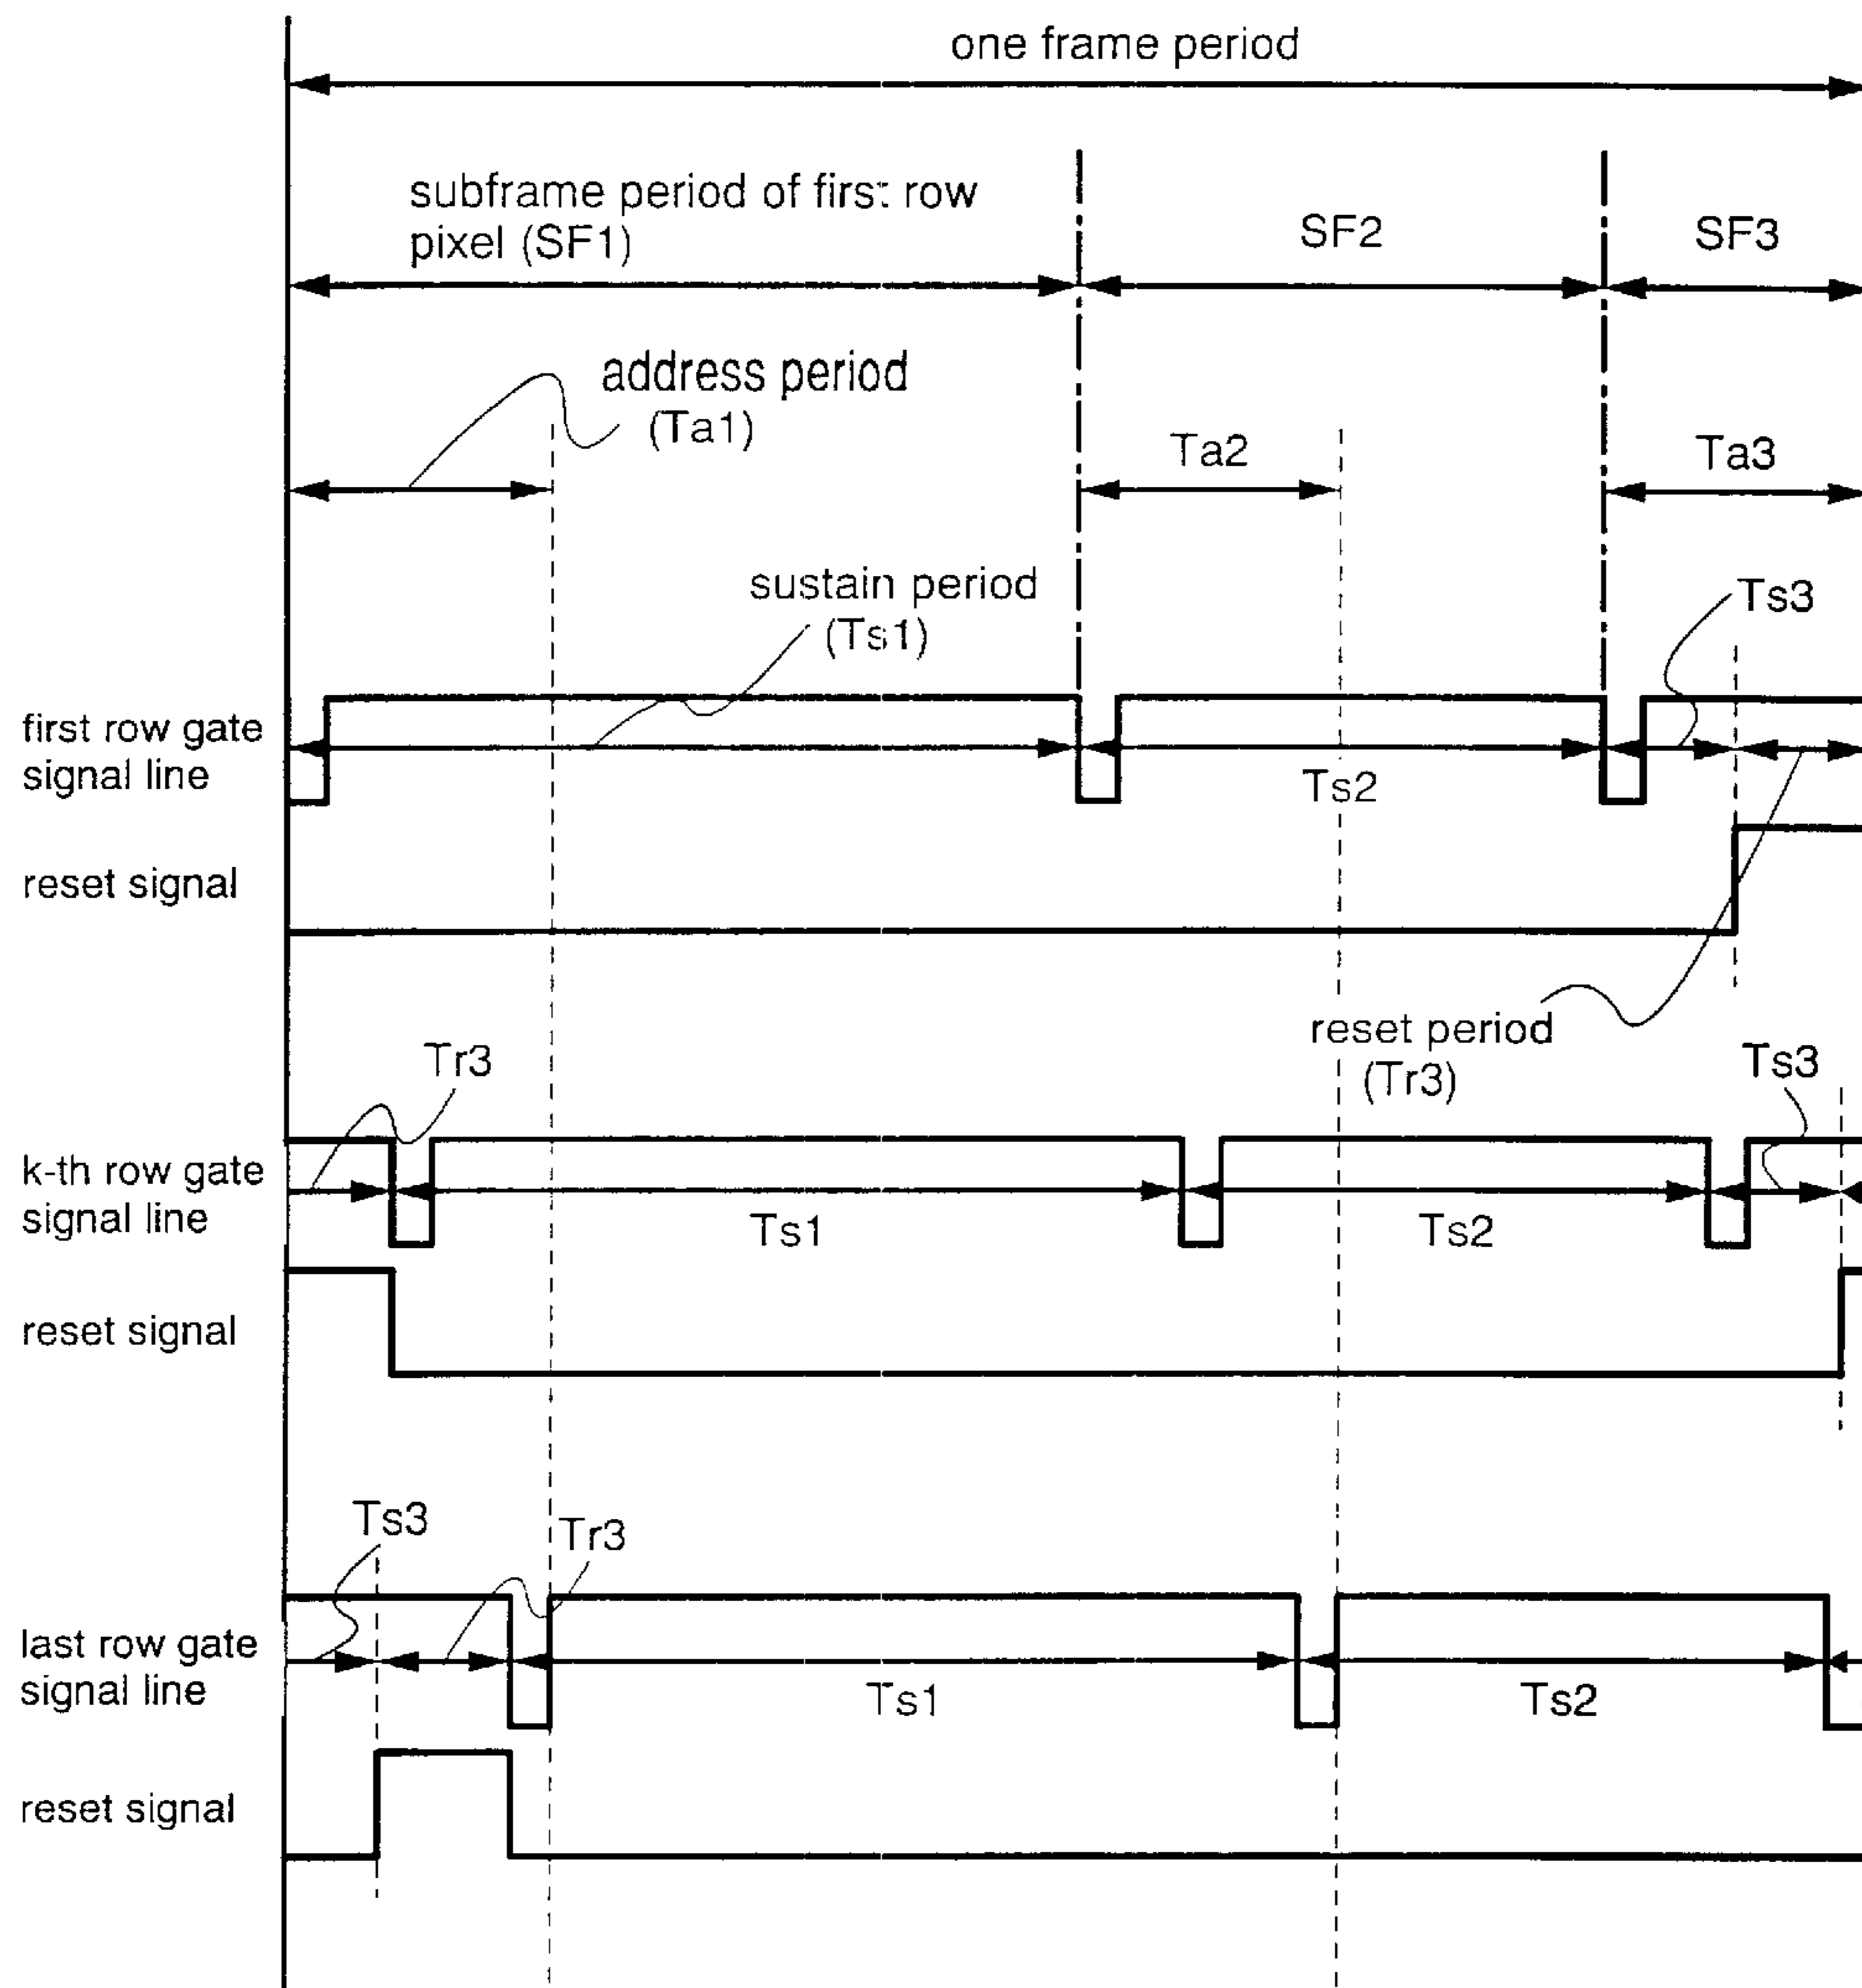 one frame period
subframe period of first row
pixel (SF1)
SF2
SF3
address period
(Ta1)
Ta2
Ta3
sustain period
(Ts1)
Ts3
first row gate
signal line
Ts2
reset signal
reset period
(Tr3)
Tr3
Ts3
k-th row gate
signal line
Ts1
Ts2
reset signal
Ts3
Tr3
last row gate
signal line
Ts1
Ts2
reset signal